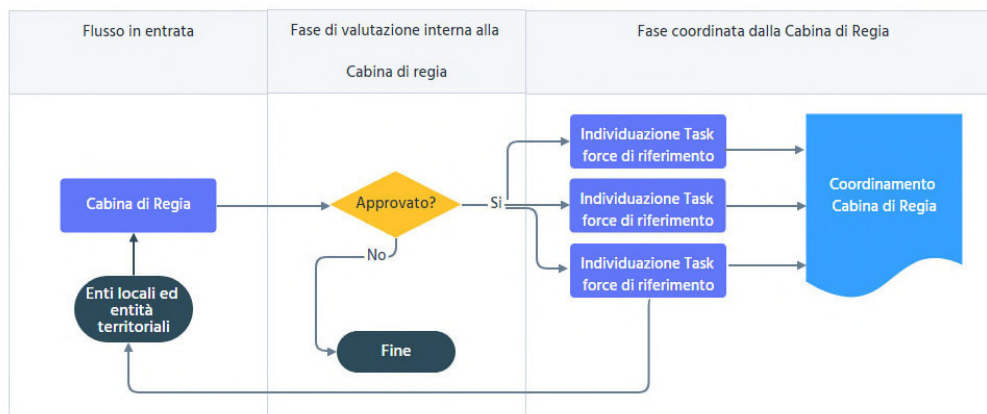 Flusso in entrata
Fase di valutazione interna alla
Cabina di regia
Fase coordinata dalla Cabina di Regia
Cabina di Regia
Enti locali ed
entità
territoriali
Approvato?
Si
No
Fine
Individuazione Task
force di riferimento
Individuazione Task
force di riferimento
Individuazione Task
force di riferimento
Coordinamento
Cabina di Regia